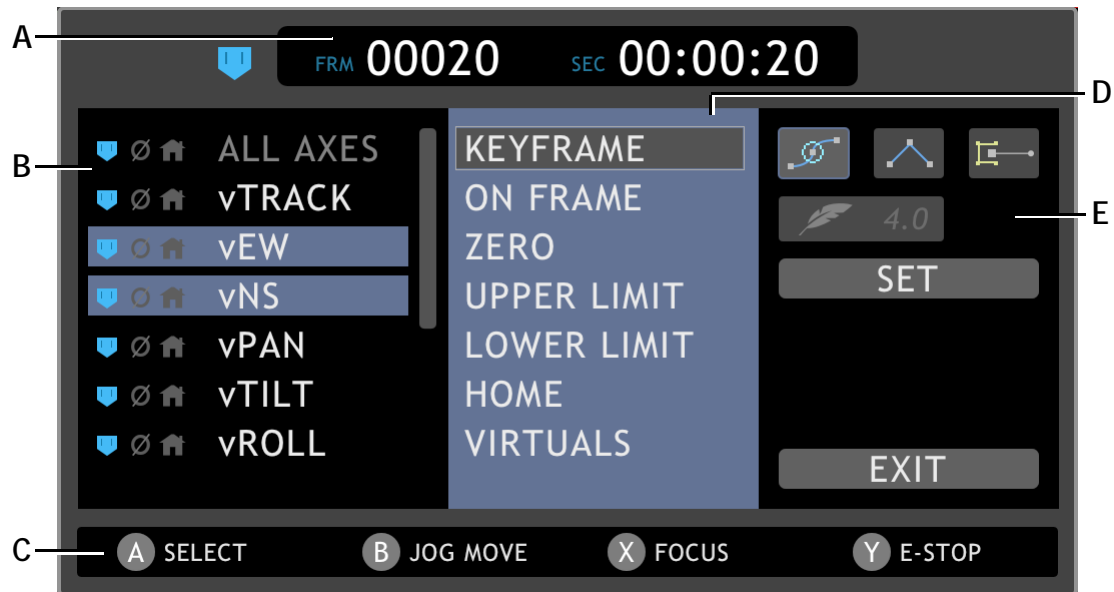 A
FRM 00020 SEC 00:00:20
D
B
ALL AXES
vTRACK
vEW
vNS
vPAN
vTILT
vROLL
KEYFRAME
ON FRAME
ZERO
UPPER LIMIT
LOWER LIMIT
HOME
VIRTUALS
4.0
E
SET
EXIT
C
A SELECT B JOG MOVE X FOCUS Y E-STOP